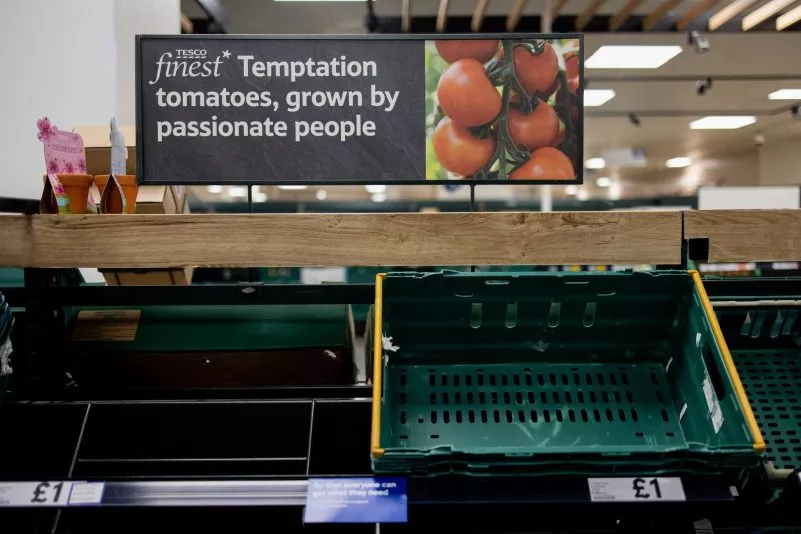 TESCO
finest* Temptation
tomatoes, grown by
passionate people
£1
So that everyone can
get what they need
£1